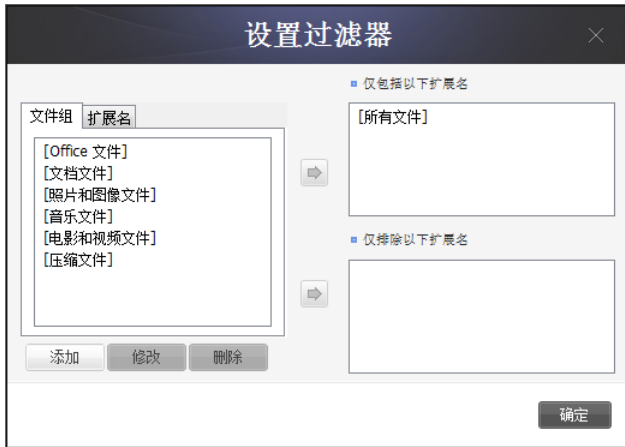 设置过滤器
文件组 扩展名
[Office 文件]
[文档文件]
[照片和图像文件]
[音乐文件]
[电影和视频文件]
[压缩文件]
添加 修改 删除
仅包括以下扩展名
[所有文件]
仅排除以下扩展名
确定